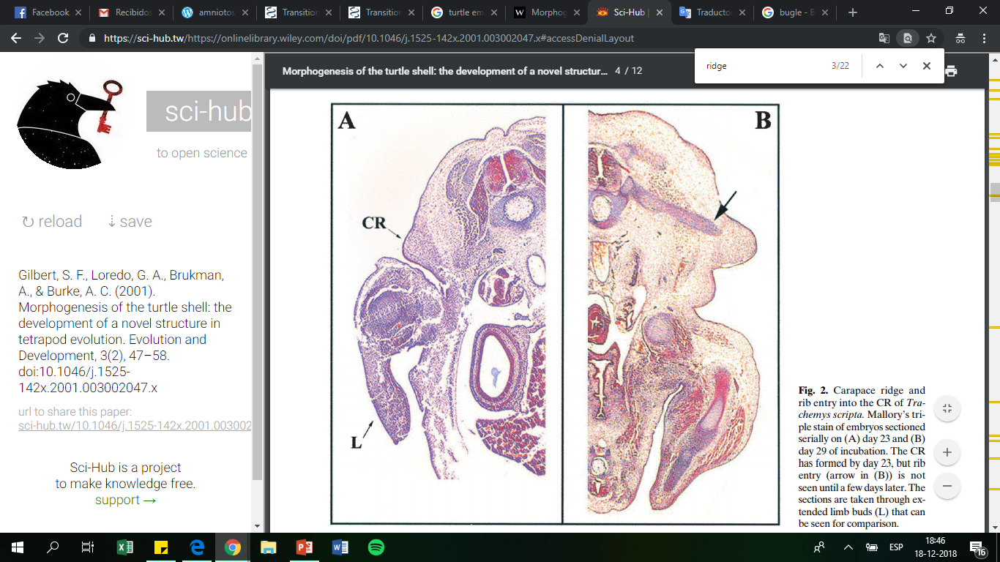 Facebook
Recibidos
amniotos
Transition
Transition
turtle em
Morphog
Sci-Hub |
Traducto
bugle - B
https://sci-hub.tw/https://onlinelibrary.wiley.com/doi/pdf/10.1046/j.1525-142x.2001.003002047.x#accessDenialLayout
ridge 3/22
Morphogenesis of the turtle shell: the development of a novel structur... 4 / 12
sci-hub
to open science
↻ reload ⇣ save
Gilbert, S. F., Loredo, G. A., Brukman,
A., & Burke, A. C. (2001).
Morphogenesis of the turtle shell: the
development of a novel structure in
tetrapod evolution. Evolution and
Development, 3(2), 47–58.
doi:10.1046/j.1525-
142x.2001.003002047.x
url to share this paper:
sci-hub.tw/10.1046/j.1525-142x.2001.003002
Sci-Hub is a project
to make knowledge free.
support →
A
B
CR
L
Fig. 2. Carapace ridge and
rib entry into the CR of Tra-
chemys scripta. Mallory's tri-
ple stain of embryos sectioned
serially on (A) day 23 and (B)
day 29 of incubation. The CR
has formed by day 23, but rib
entry (arrow in (B)) is not
seen until a few days later. The
sections are taken through ex-
tended limb buds (L) that can
be seen for comparison.
ESP
18:46
18-12-2018
16